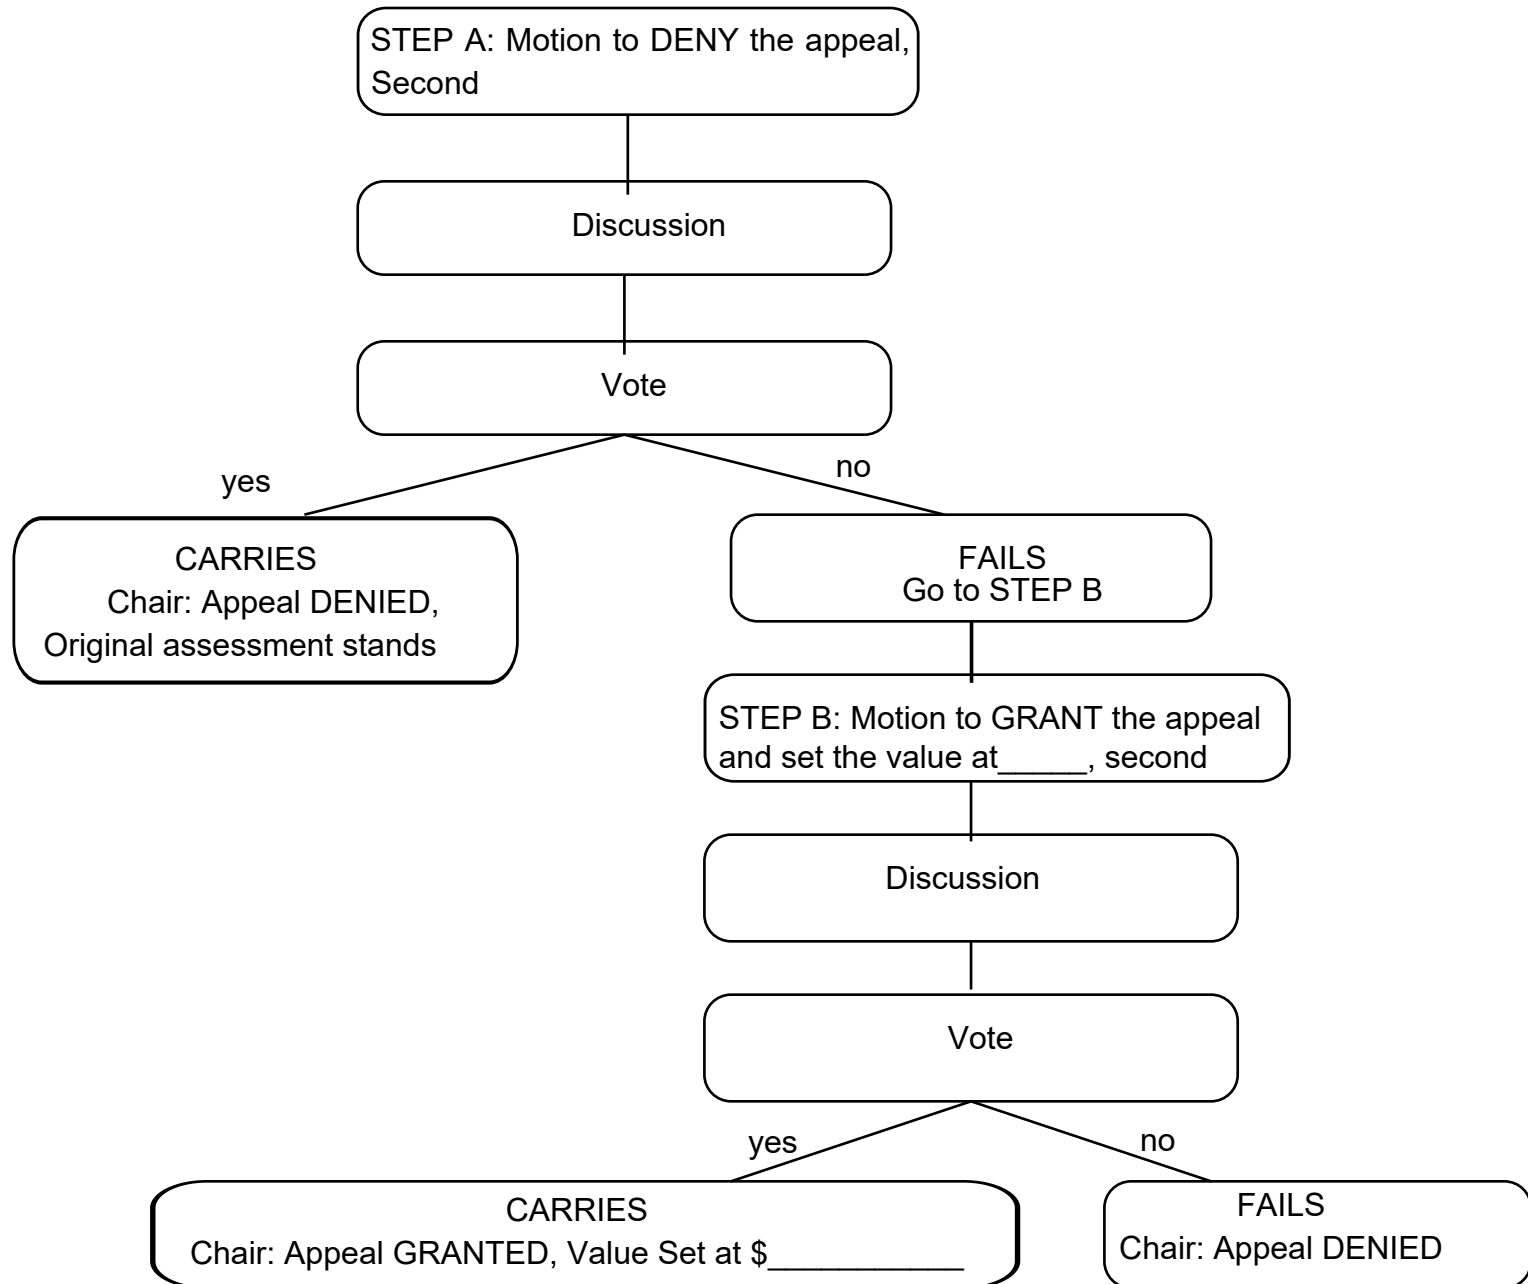 STEP A: Motion to DENY the appeal,
Second
Discussion
Vote
yes
no
CARRIES
Chair: Appeal DENIED,
Original assessment stands
FAILS
Go to STEP B
STEP B: Motion to GRANT the appeal
and set the value at_____, second
Discussion
Vote
yes
no
CARRIES
Chair: Appeal GRANTED, Value Set at $___________
FAILS
Chair: Appeal DENIED